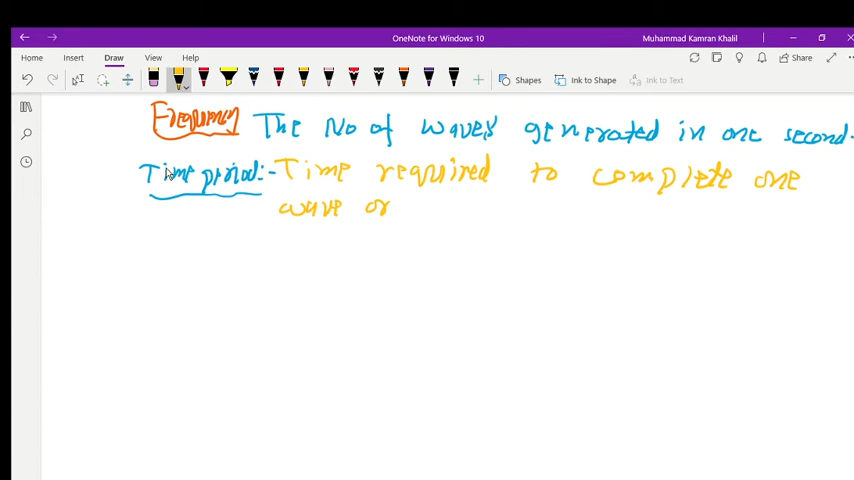 OneNote for Windows 10
Muhammad Kamran Khalil
Home Insert Draw View Help
Share
Shapes Ink to Shape Ink to Text
Frequency The No of waves generated in one second-
Time period:- Time required to complete one
wave or